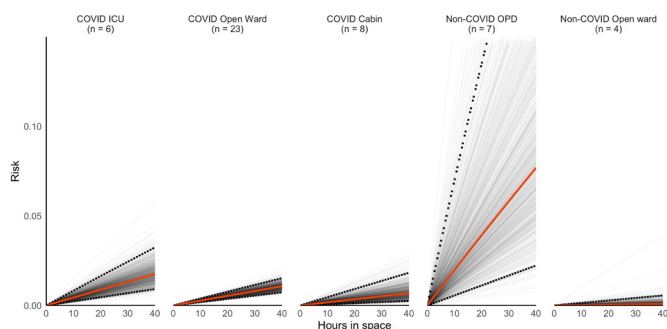 COVID ICU
(n = 6)
COVID Open Ward
(n = 23)
COVID Cabin
(n = 8)
Non-COVID OPD
(n = 7)
Non-COVID Open ward
(n = 4)
Risk
0.10
0.05
0.00
0 10 20 30 40
0 10 20 30 40
0 10 20 30 40
0 10 20 30 40
0 10 20 30 40
Hours in space